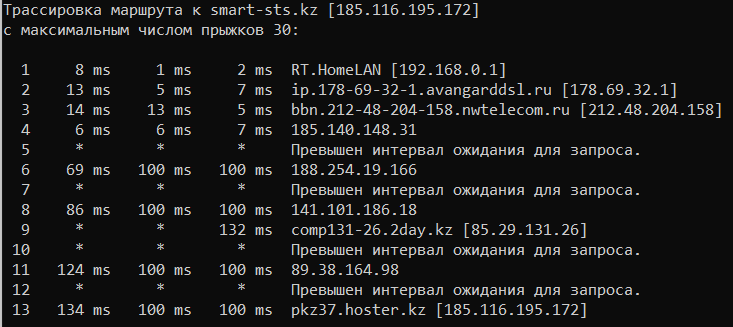 Трассировка маршрута к smart-sts.kz [185.116.195.172]
с максимальным числом прыжков 30:
1 8 ms 1 ms 2 ms RT.HomeLAN [192.168.0.1]
2 13 ms 5 ms 7 ms ip.178-69-32-1.avangarddsl.ru [178.69.32.1]
3 14 ms 13 ms 5 ms bbn.212-48-204-158.nwtelecom.ru [212.48.204.158]
4 6 ms 6 ms 7 ms 185.140.148.31
5 * * * Превышен интервал ожидания для запроса.
6 69 ms 100 ms 100 ms 188.254.19.166
7 * * * Превышен интервал ожидания для запроса.
8 86 ms 100 ms 100 ms 141.101.186.18
9 * * 132 ms comp131-26.2day.kz [85.29.131.26]
10 * * * Превышен интервал ожидания для запроса.
11 124 ms 100 ms 100 ms 89.38.164.98
12 * * * Превышен интервал ожидания для запроса.
13 134 ms 100 ms 100 ms pkz37.hoster.kz [185.116.195.172]